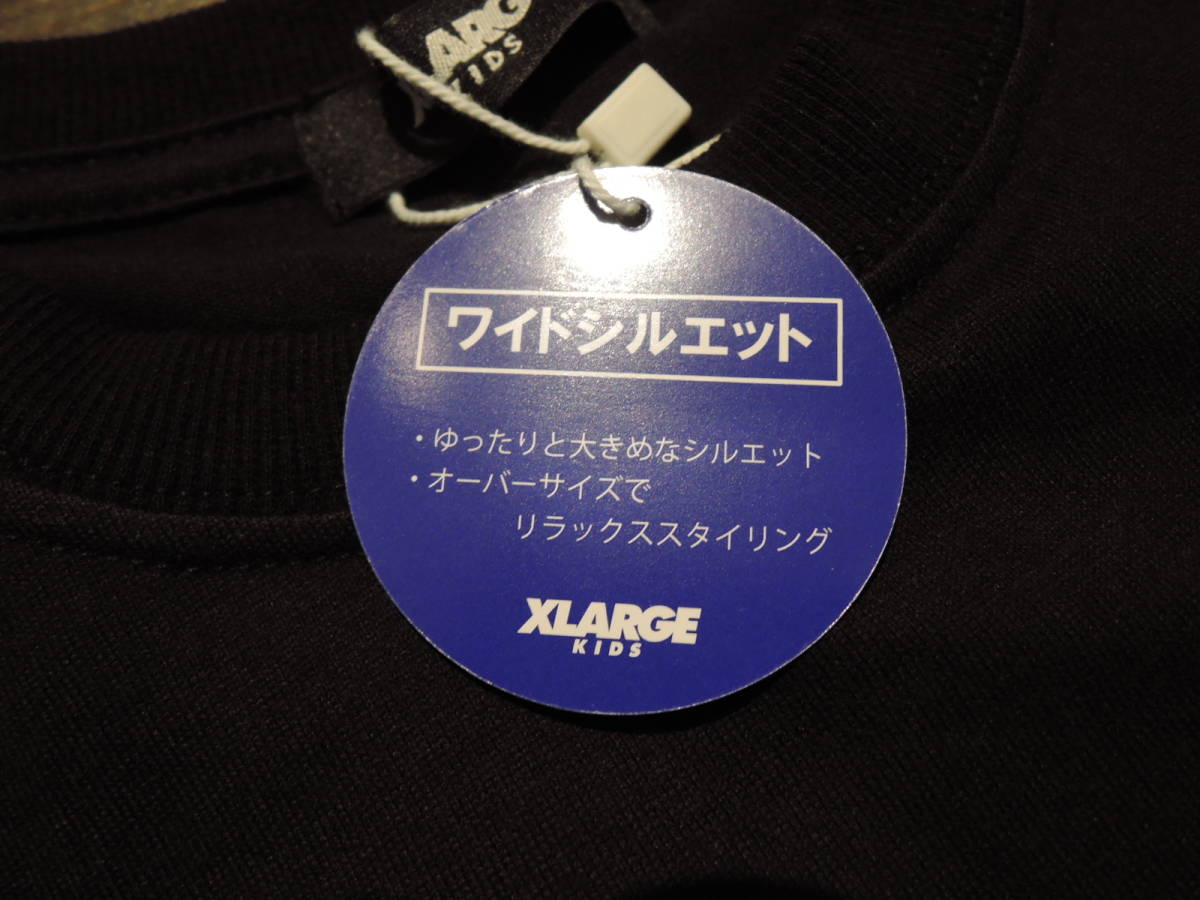 ARG
KIDS
ワイドシルエット
・ゆったりと大きめなシルエット
・オーバーサイズで
リラックススタイリング
XLARGE
KIDS